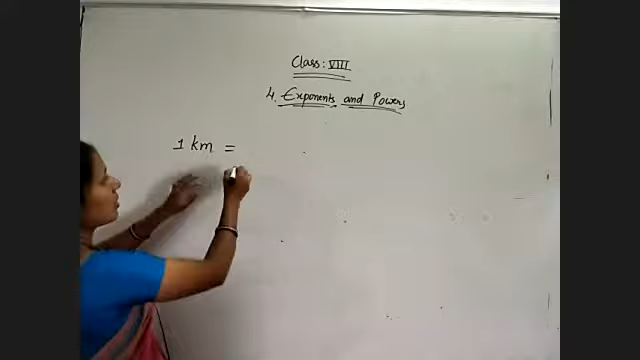 Class: VIII
4. Exponents and Powers
1 km =